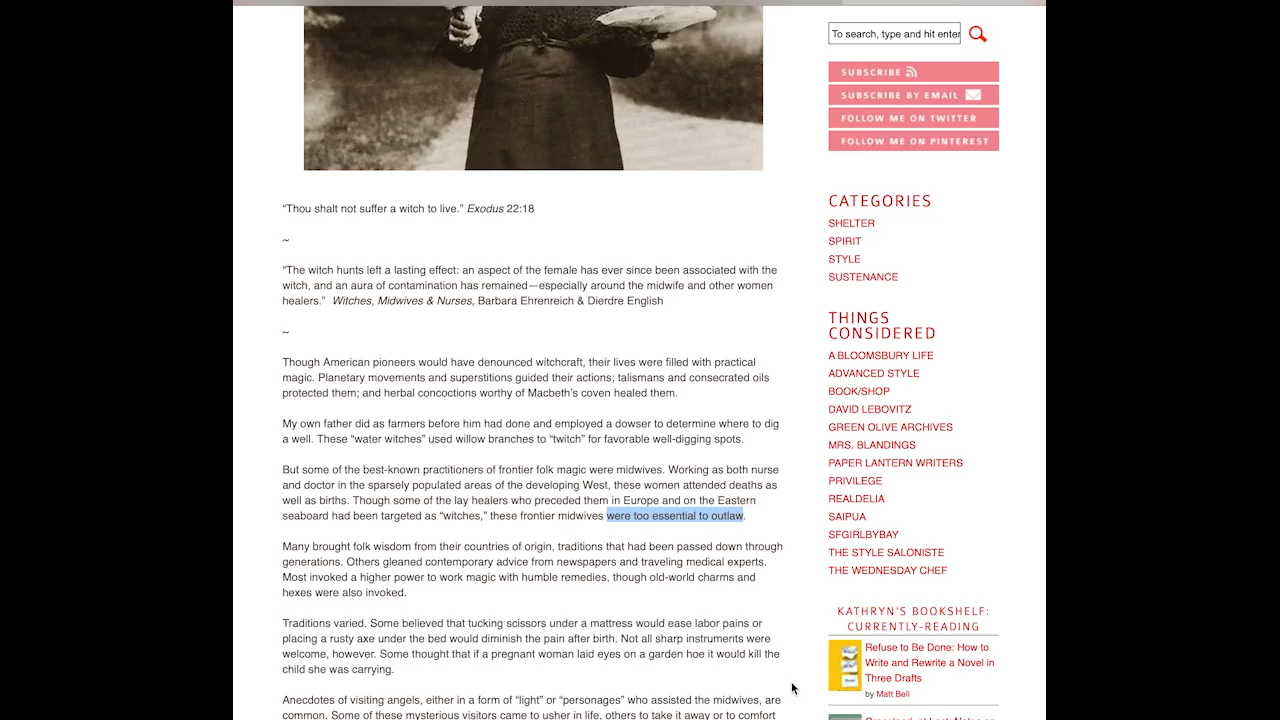 To search, type and hit enter
SUBSCRIBE
SUBSCRIBE BY EMAIL
FOLLOW ME ON TWITTER
FOLLOW ME ON PINTEREST
“Thou shalt not suffer a witch to live.” Exodus 22:18
~
“The witch hunts left a lasting effect: an aspect of the female has ever since been associated with the
witch, and an aura of contamination has remained—especially around the midwife and other women
healers.”  Witches, Midwives & Nurses, Barbara Ehrenreich & Dierdre English
~
Though American pioneers would have denounced witchcraft, their lives were filled with practical
magic. Planetary movements and superstitions guided their actions; talismans and consecrated oils
protected them; and herbal concoctions worthy of Macbeth’s coven healed them.
My own father did as farmers before him had done and employed a dowser to determine where to dig
a well. These “water witches” used willow branches to “twitch” for favorable well-digging spots.
But some of the best-known practitioners of frontier folk magic were midwives. Working as both nurse
and doctor in the sparsely populated areas of the developing West, these women attended deaths as
well as births. Though some of the lay healers who preceded them in Europe and on the Eastern
seaboard had been targeted as “witches,” these frontier midwives were too essential to outlaw.
Many brought folk wisdom from their countries of origin, traditions that had been passed down through
generations. Others gleaned contemporary advice from newspapers and traveling medical experts.
Most invoked a higher power to work magic with humble remedies, though old-world charms and
hexes were also invoked.
Traditions varied. Some believed that tucking scissors under a mattress would ease labor pains or
placing a rusty axe under the bed would diminish the pain after birth. Not all sharp instruments were
welcome, however. Some thought that if a pregnant woman laid eyes on a garden hoe it would kill the
child she was carrying.
Anecdotes of visiting angels, either in a form of “light” or “personages” who assisted the midwives, are
common. Some of these mysterious visitors came to usher in life, others to take it away or to comfort
CATEGORIES
SHELTER
SPIRIT
STYLE
SUSTENANCE
THINGS
CONSIDERED
A BLOOMSBURY LIFE
ADVANCED STYLE
BOOK/SHOP
DAVID LEBOVITZ
GREEN OLIVE ARCHIVES
MRS. BLANDINGS
PAPER LANTERN WRITERS
PRIVILEGE
REALDELIA
SAIPUA
SFGIRLBYBAY
THE STYLE SALONISTE
THE WEDNESDAY CHEF
KATHRYN'S BOOKSHELF:
CURRENTLY-READING
Refuse to Be Done: How to
Write and Rewrite a Novel in
Three Drafts
by Matt Bell